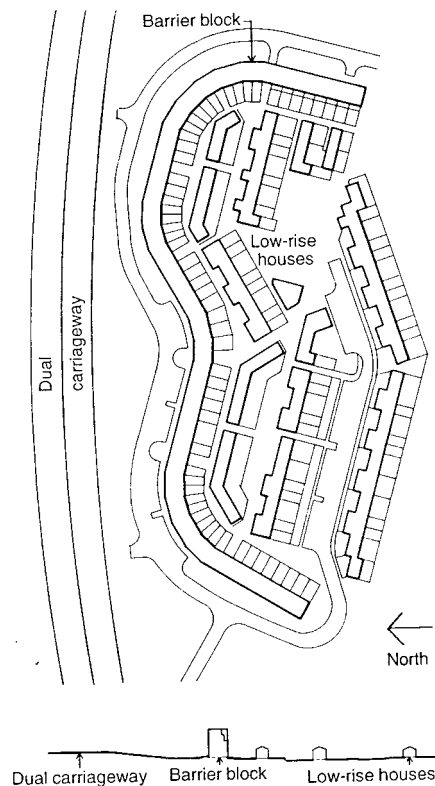 Barrier block
Low-rise
houses
Dual
carriageway
North
Dual carriageway
Barrier block
Low-rise houses